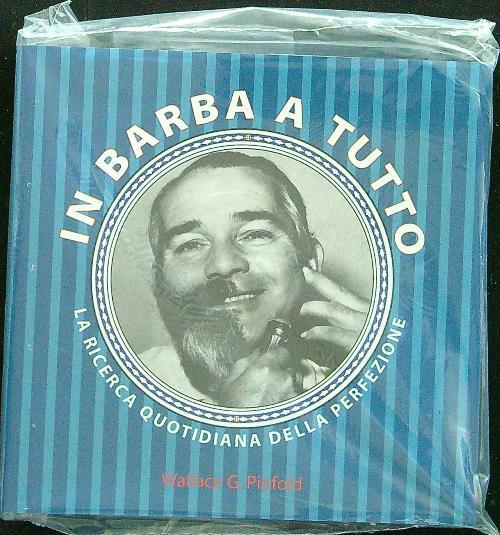 IN BARBA A TUTTO
LA RICERCA QUOTIDIANA DELLA PERFEZIONE
Wallace G. Pinfold